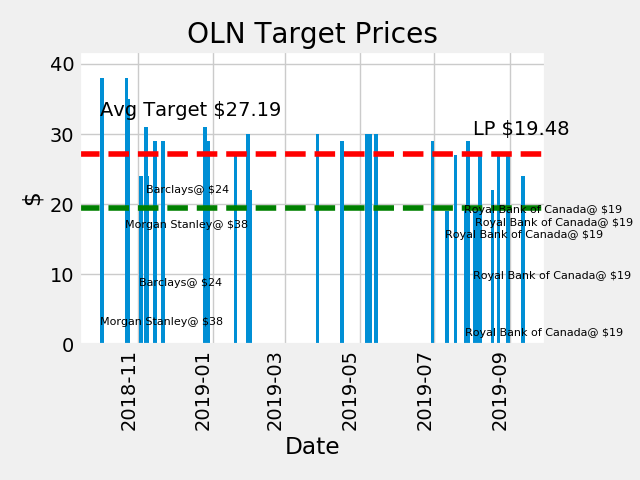 OLN Target Prices
40
Avg Target $27.19
LP $19.48
30
Barclays@ $24
$
20
Royal Bank of Canada@ $19
Morgan Stanley@ $38
Royal Bank of Canada@ $19
Royal Bank of Canada@ $19
10
Royal Bank of Canada@ $19
Barclays@ $24
Morgan Stanley@ $38
Royal Bank of Canada@ $19
0
2018-11
2019-01
2019-03
2019-05
2019-07
2019-09
Date